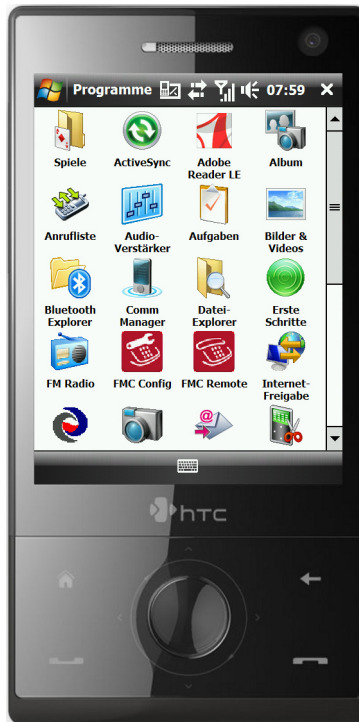 Programme 07:59
Spiele ActiveSync Adobe Reader LE Album
Anrufliste Audio-Verstärker Aufgaben Bilder & Videos
Bluetooth Explorer Comm Manager Datei-Explorer Erste Schritte
FM Radio FMC Config FMC Remote Internet-Freigabe
@
hTC